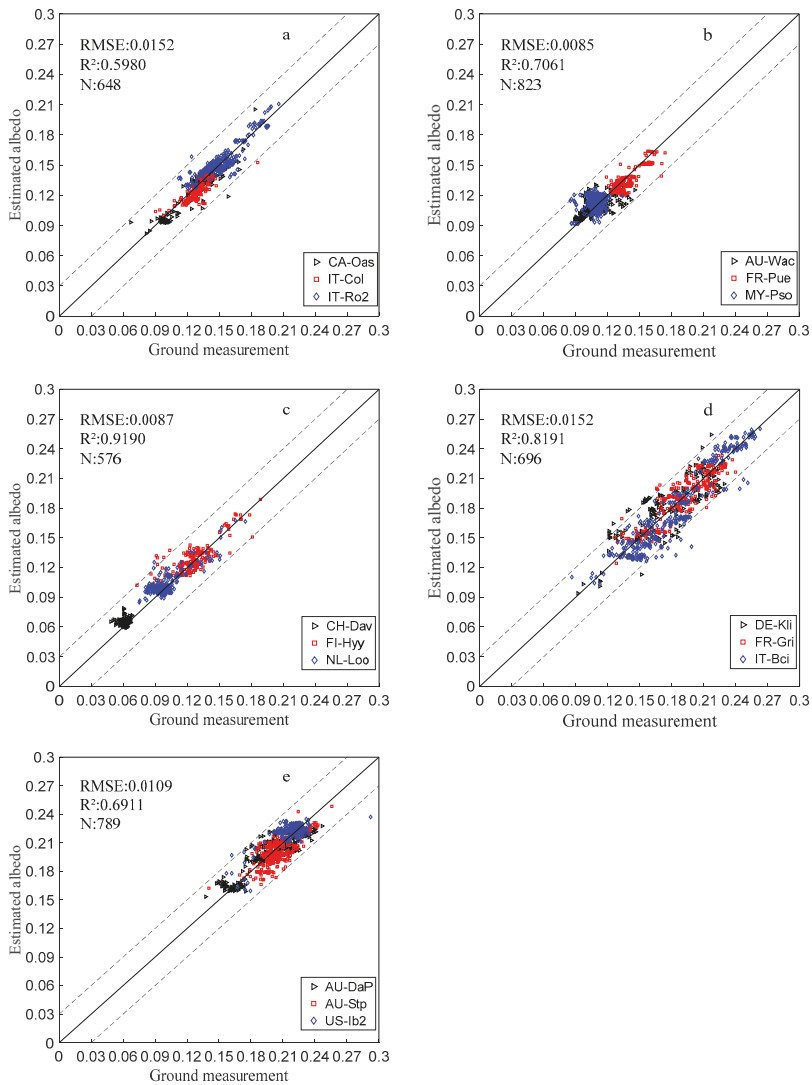 0.3
0.27
0.24
0.21
0.18
0.15
0.12
0.09
0.06
0.03
0
Estimated albedo
RMSE:0.0152
R²:0.5980
N:648
a
CA-Oas
IT-Col
IT-Ro2
0 0.03 0.06 0.09 0.12 0.15 0.18 0.21 0.24 0.27 0.3
Ground measurement
0.3
0.27
0.24
0.21
0.18
0.15
0.12
0.09
0.06
0.03
0
Estimated albedo
RMSE:0.0085
R²:0.7061
N:823
b
AU-Wac
FR-Pue
MY-Pso
0 0.03 0.06 0.09 0.12 0.15 0.18 0.21 0.24 0.27 0.3
Ground measurement
0.3
0.27
0.24
0.21
0.18
0.15
0.12
0.09
0.06
0.03
0
Estimated albedo
RMSE:0.0087
R²:0.9190
N:576
c
CH-Dav
FI-Hyy
NL-Loo
0 0.03 0.06 0.09 0.12 0.15 0.18 0.21 0.24 0.27 0.3
Ground measurement
0.3
0.27
0.24
0.21
0.18
0.15
0.12
0.09
0.06
0.03
0
Estimated albedo
RMSE:0.0152
R²:0.8191
N:696
d
DE-Kli
FR-Gri
IT-Bci
0 0.03 0.06 0.09 0.12 0.15 0.18 0.21 0.24 0.27 0.3
Ground measurement
0.3
0.27
0.24
0.21
0.18
0.15
0.12
0.09
0.06
0.03
0
Estimated albedo
RMSE:0.0109
R²:0.6911
N:789
e
AU-DaP
AU-Stp
US-Ib2
0 0.03 0.06 0.09 0.12 0.15 0.18 0.21 0.24 0.27 0.3
Ground measurement